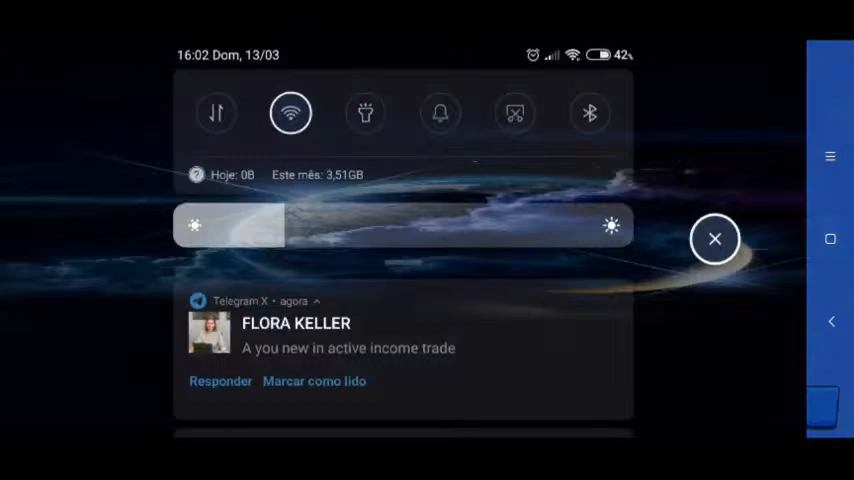 16:02 Dom, 13/03 42%
Hoje: 0B Este mês: 3,51GB
Telegram X • agora
FLORA KELLER
A you new in active income trade
Responder Marcar como lido